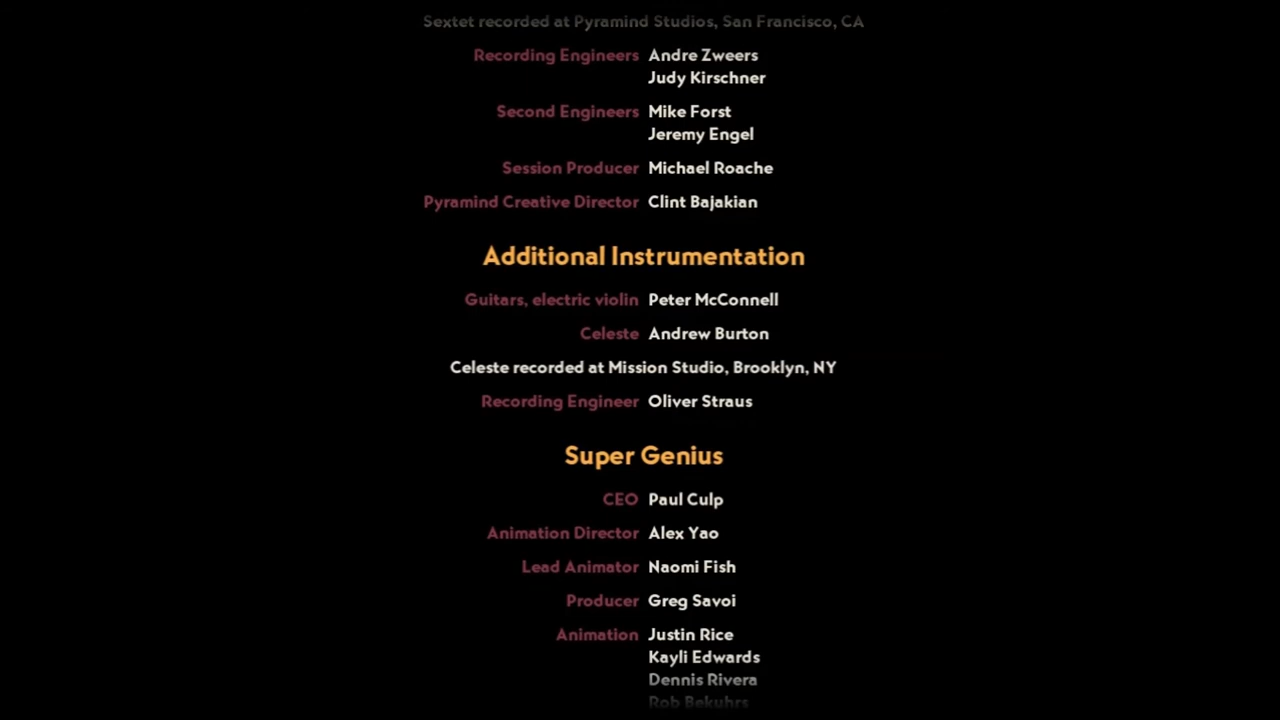 Sextet recorded at Pyramind Studios, San Francisco, CA
Recording Engineers Andre Zweers
Judy Kirschner
Second Engineers Mike Forst
Jeremy Engel
Session Producer Michael Roache
Pyramind Creative Director Clint Bajakian
Additional Instrumentation
Guitars, electric violin Peter McConnell
Celeste Andrew Burton
Celeste recorded at Mission Studio, Brooklyn, NY
Recording Engineer Oliver Straus
Super Genius
CEO Paul Culp
Animation Director Alex Yao
Lead Animator Naomi Fish
Producer Greg Savoi
Animation Justin Rice
Kayli Edwards
Dennis Rivera
Rob Bekuhrs